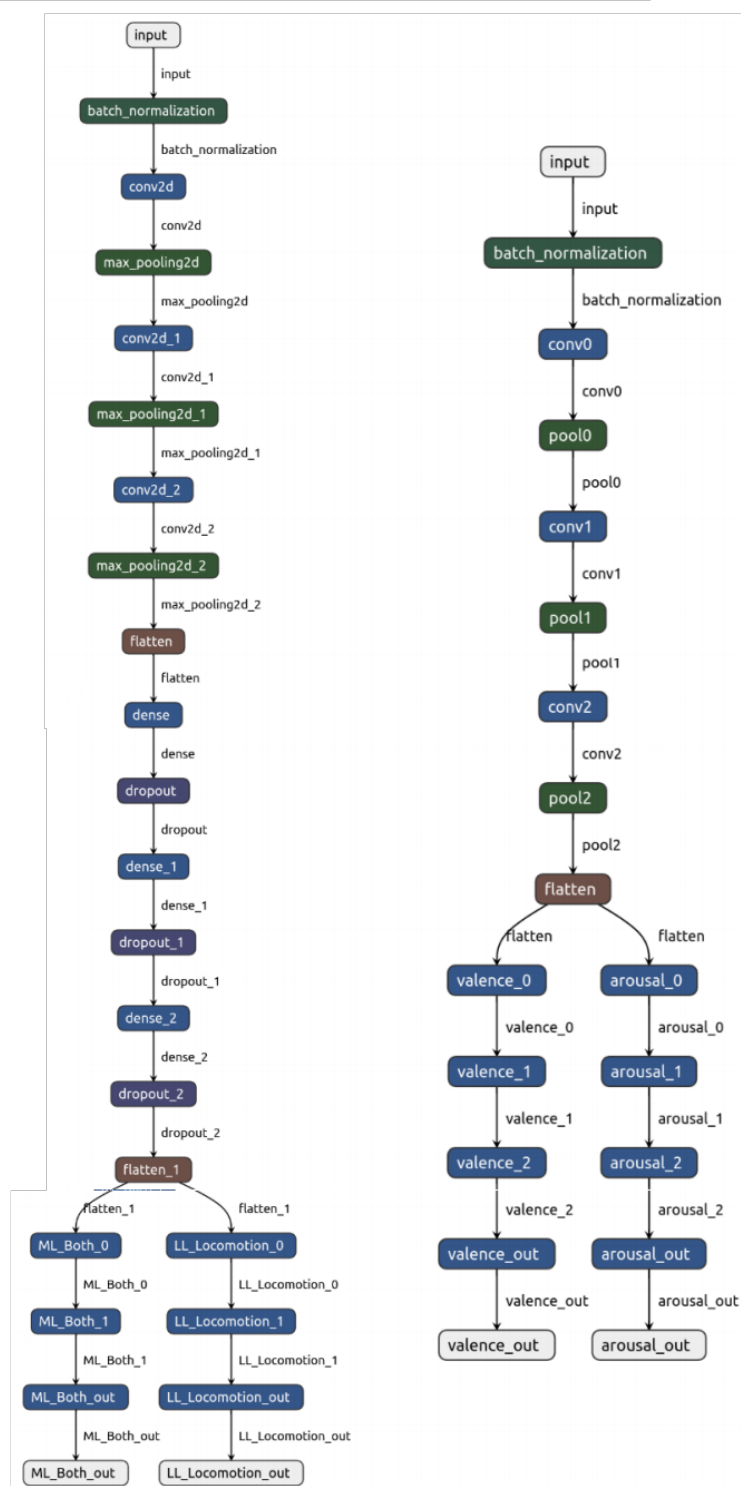 input
input
batch_normalization
batch_normalization
conv2d
conv2d
max_pooling2d
max_pooling2d
conv2d_1
conv2d_1
max_pooling2d_1
max_pooling2d_1
conv2d_2
conv2d_2
max_pooling2d_2
max_pooling2d_2
flatten
flatten
dense
dense
dropout
dropout
dense_1
dense_1
dropout_1
dropout_1
dense_2
dense_2
dropout_2
dropout_2
flatten_1
flatten_1 flatten_1
ML_Both_0 LL_Locomotion_0
ML_Both_0 LL_Locomotion_0
ML_Both_1 LL_Locomotion_1
ML_Both_1 LL_Locomotion_1
ML_Both_out LL_Locomotion_out
ML_Both_out LL_Locomotion_out
ML_Both_out LL_Locomotion_out
input
input
batch_normalization
batch_normalization
conv0
conv0
pool0
pool0
conv1
conv1
pool1
pool1
conv2
conv2
pool2
pool2
flatten
flatten flatten
valence_0 arousal_0
valence_0 arousal_0
valence_1 arousal_1
valence_1 arousal_1
valence_2 arousal_2
valence_2 arousal_2
valence_out arousal_out
valence_out arousal_out
valence_out arousal_out